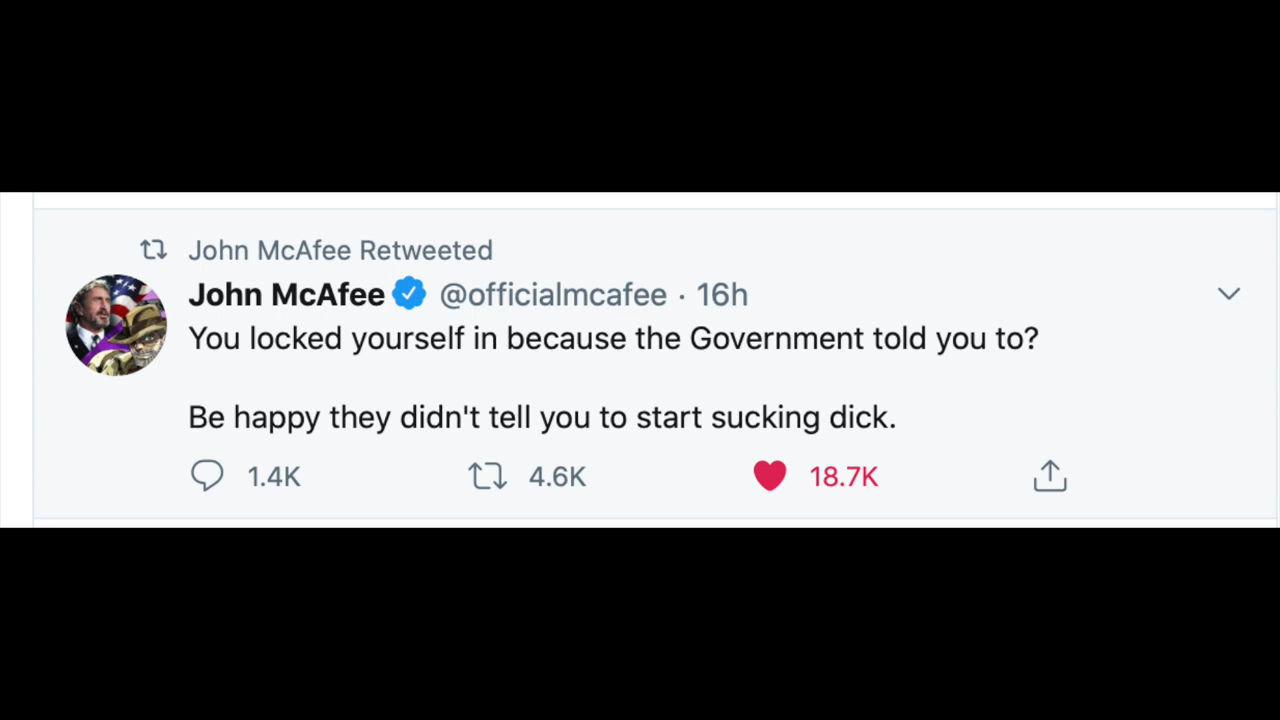 John McAfee Retweeted
John McAfee @officialmcafee · 16h
You locked yourself in because the Government told you to?
Be happy they didn't tell you to start sucking dick.
1.4K 4.6K 18.7K